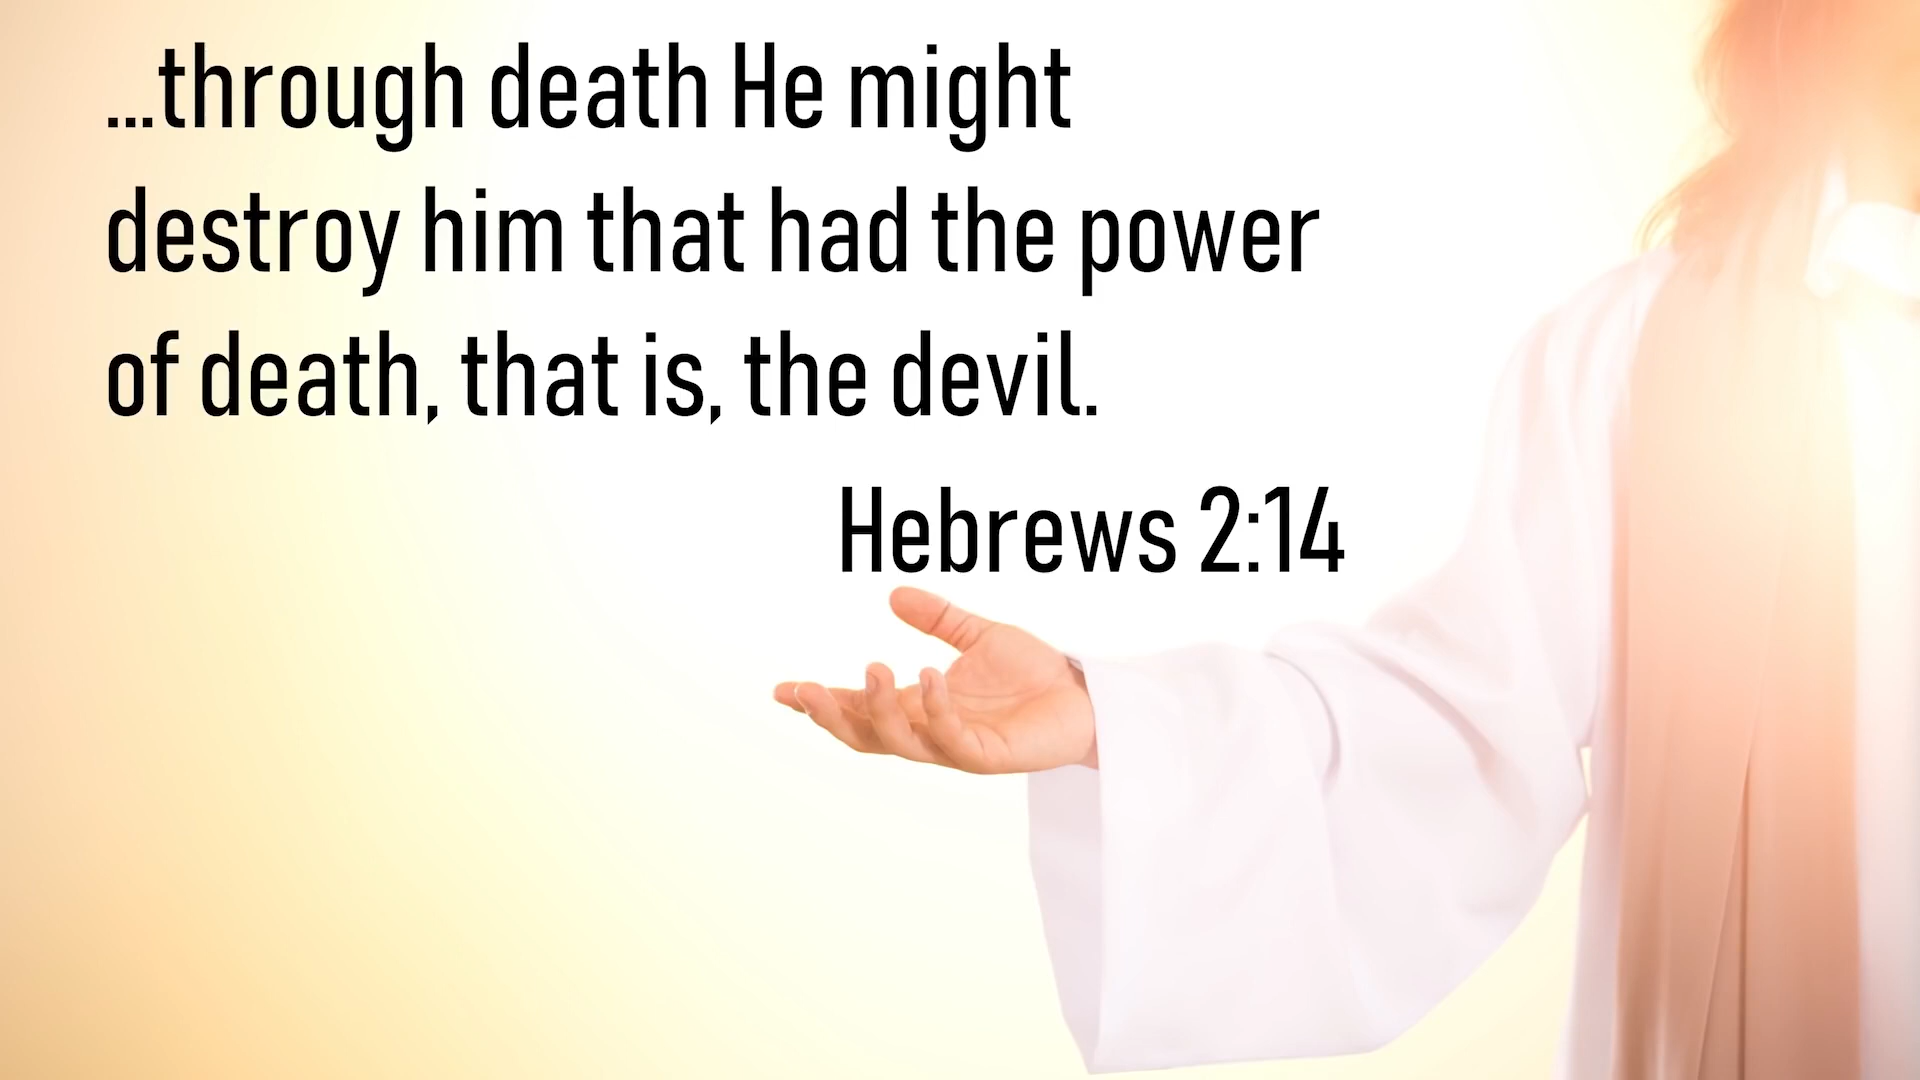 ...through death He might
destroy him that had the power
of death, that is, the devil.
Hebrews 2:14